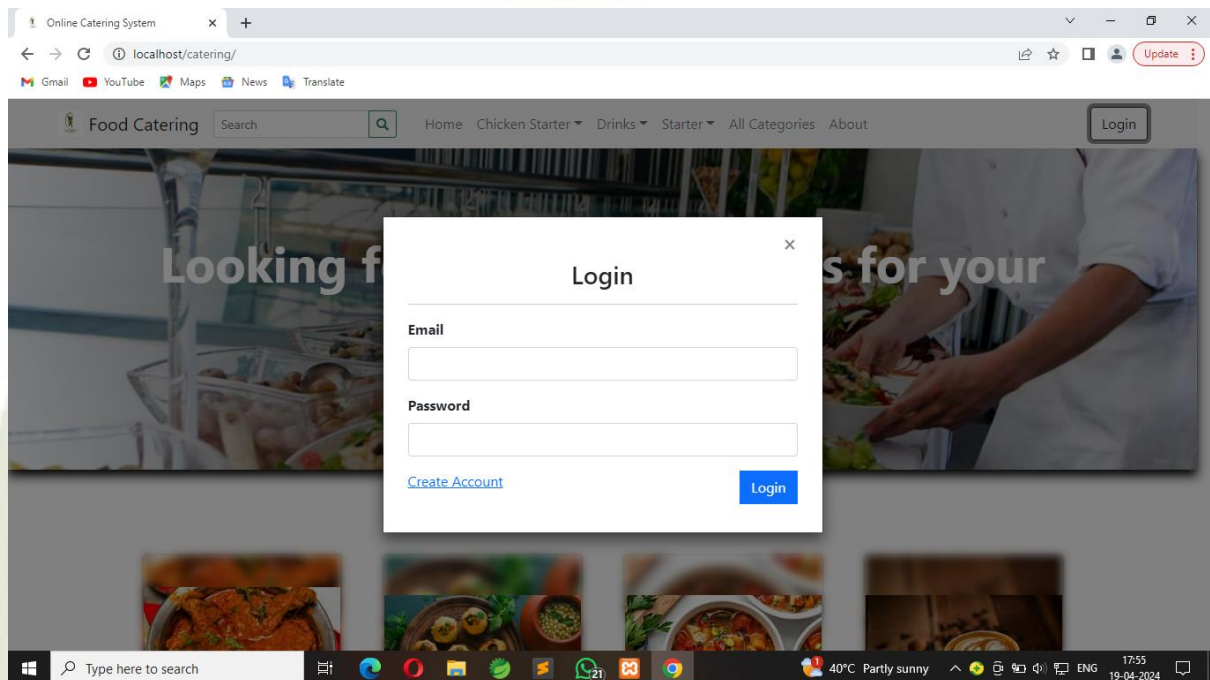 Online Catering System
localhost/catering/
Update
Gmail YouTube Maps News Translate
Food Catering Search Home Chicken Starter Drinks Starter All Categories About Login
Looking f s for your
Login
Email
Password
Create Account Login
Type here to search 21 40°C Partly sunny ENG 17:55
19-04-2024